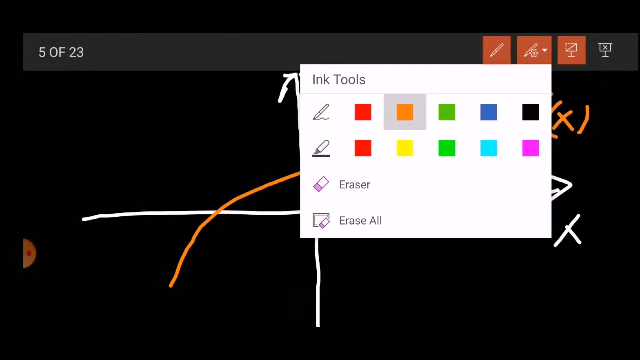 5 OF 23
Ink Tools
(x)
Eraser
Erase All
X